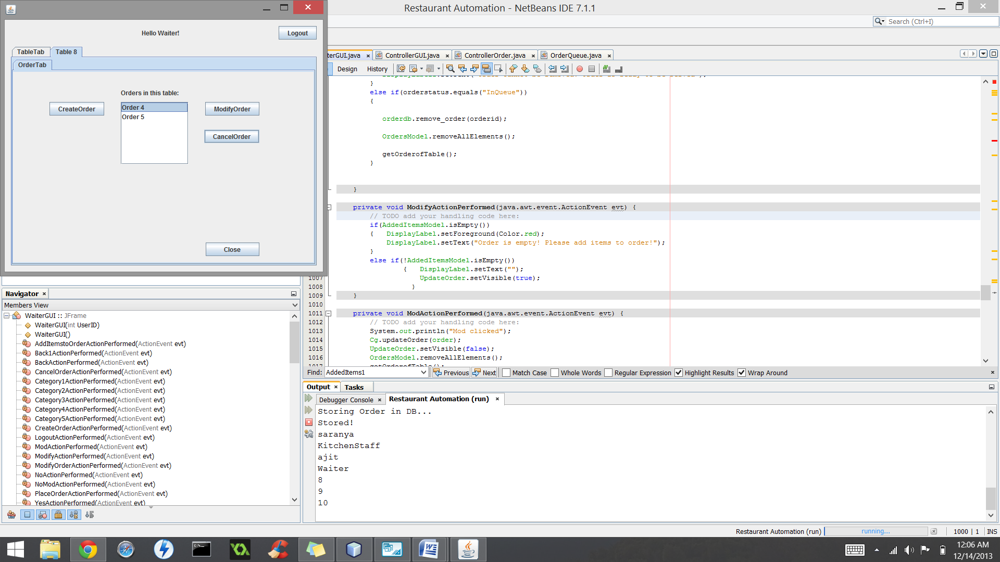 Restaurant Automation - NetBeans IDE 7.1.1
Search (Ctrl+I)
Hello Waiter!
Logout
TableTab
Table 8
OrderTab
Orders in this table:
CreateOrder
Order 4
Order 5
ModifyOrder
CancelOrder
Close
terGUI.java
ControllerGUI.java
ControllerOrder.java
OrderQueue.java
Design
History
}
else if(orderstatus.equals("InQueue"))
{
orderdb.remove_order(orderid);
OrdersModel.removeAllElements();
getOrderofTable();
}
}
private void ModifyActionPerformed(java.awt.event.ActionEvent evt) {
// TODO add your handling code here:
if(AddedItemsModel.isEmpty())
{ DisplayLabel.setForeground(Color.red);
DisplayLabel.setText("Order is empty! Please add items to order!");
}
else if(!AddedItemsModel.isEmpty())
{ DisplayLabel.setText("");
1007 UpdateOrder.setVisible(true);
1008 }
1009 }
1010
1011 private void ModActionPerformed(java.awt.event.ActionEvent evt) {
1012 // TODO add your handling code here:
1013 System.out.println("Mod clicked");
1014 Cg.updateOrder(order);
1015 UpdateOrder.setVisible(false);
1016 OrdersModel.removeAllElements();
1017 getOrderofTable();
Find: AddedItems1 Previous Next Match Case Whole Words Regular Expression Highlight Results Wrap Around
Navigator
Members View
WaiterGUI :: JFrame
WaiterGUI(int UserID)
WaiterGUI()
AddItemstoOrderActionPerformed(ActionEvent evt)
Back1ActionPerformed(ActionEvent evt)
BackActionPerformed(ActionEvent evt)
CancelOrderActionPerformed(ActionEvent evt)
Category1ActionPerformed(ActionEvent evt)
Category2ActionPerformed(ActionEvent evt)
Category3ActionPerformed(ActionEvent evt)
Category4ActionPerformed(ActionEvent evt)
Category5ActionPerformed(ActionEvent evt)
CreateOrderActionPerformed(ActionEvent evt)
LogoutActionPerformed(ActionEvent evt)
ModActionPerformed(ActionEvent evt)
ModifyActionPerformed(ActionEvent evt)
ModifyOrderActionPerformed(ActionEvent evt)
NoActionPerformed(ActionEvent evt)
NoModActionPerformed(ActionEvent evt)
PlaceOrderActionPerformed(ActionEvent evt)
YesActionPerformed(ActionEvent evt)
Output
Tasks
Debugger Console
Restaurant Automation (run)
Storing Order in DB...
Stored!
saranya
KitchenStaff
ajit
Waiter
8
9
10
Restaurant Automation (run) running... 1000 | 1 INS
12:06 AM
12/14/2013